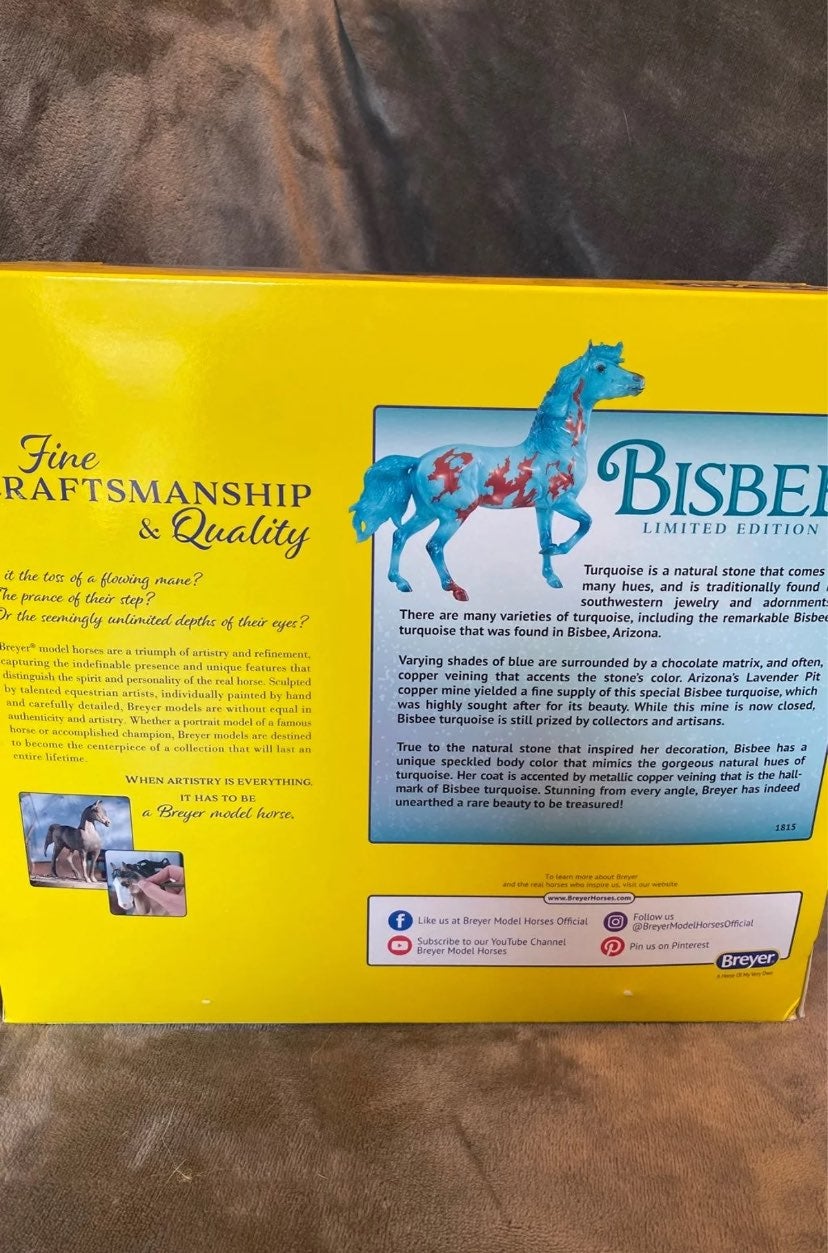 Fine
RAFTSMANSHIP
& Quality
it the toss of a flowing mane?
he prance of their step?
Or the seemingly unlimited depths of their eyes?
Breyer® model horses are a triumph of artistry and refinement,
capturing the indefinable presence and unique features that
distinguish the spirit and personality of the real horse. Sculpted
by talented equestrian artists, individually painted by hand
and carefully detailed, Breyer models are without equal in
authenticity and artistry. Whether a portrait model of a famous
horse or accomplished champion, Breyer models are destined
to become the centerpiece of a collection that will last an
entire lifetime.
WHEN ARTISTRY IS EVERYTHING,
IT HAS TO BE
a Breyer model horse.
BISBEE
LIMITED EDITION
Turquoise is a natural stone that comes
many hues, and is traditionally found
southwestern jewelry and adornments
There are many varieties of turquoise, including the remarkable Bisbee
turquoise that was found in Bisbee, Arizona.
Varying shades of blue are surrounded by a chocolate matrix, and often,
copper veining that accents the stone's color. Arizona's Lavender Pit
copper mine yielded a fine supply of this special Bisbee turquoise, which
was highly sought after for its beauty. While this mine is now closed,
Bisbee turquoise is still prized by collectors and artisans.
True to the natural stone that inspired her decoration, Bisbee has a
unique speckled body color that mimics the gorgeous natural hues of
turquoise. Her coat is accented by metallic copper veining that is the hall-
mark of Bisbee turquoise. Stunning from every angle, Breyer has indeed
unearthed a rare beauty to be treasured!
1815
To learn more about Breyer
and the real horses who inspire us, visit our website
www.BreyerHorses.com
Like us at Breyer Model Horses Official
Follow us
@BreyerModelHorsesOfficial
Subscribe to our YouTube Channel
Breyer Model Horses
Pin us on Pinterest
Breyer
A Horse Of My Very Own